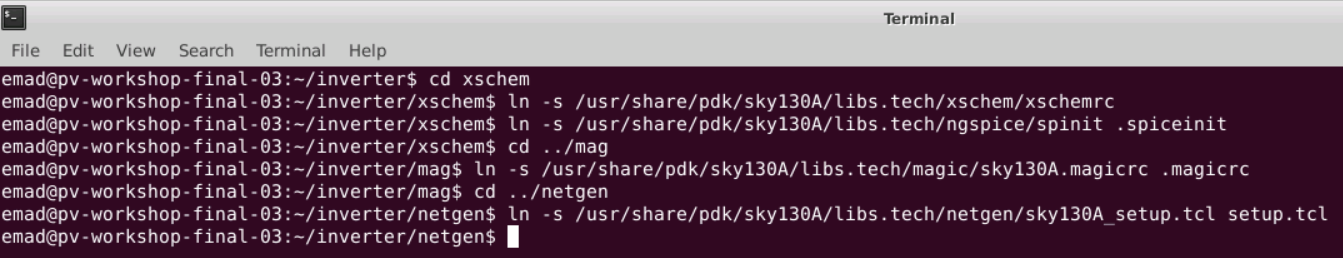 Terminal
File Edit View Search Terminal Help
emad@pv-workshop-final-03:~/inverter$ cd xschem
emad@pv-workshop-final-03:~/inverter/xschem$ ln -s /usr/share/pdk/sky130A/libs.tech/xschem/xschemrc
emad@pv-workshop-final-03:~/inverter/xschem$ ln -s /usr/share/pdk/sky130A/libs.tech/ngspice/spinit .spiceinit
emad@pv-workshop-final-03:~/inverter/xschem$ cd ../mag
emad@pv-workshop-final-03:~/inverter/mag$ ln -s /usr/share/pdk/sky130A/libs.tech/magic/sky130A.magicrc .magicrc
emad@pv-workshop-final-03:~/inverter/mag$ cd ../netgen
emad@pv-workshop-final-03:~/inverter/netgen$ ln -s /usr/share/pdk/sky130A/libs.tech/netgen/sky130A_setup.tcl setup.tcl
emad@pv-workshop-final-03:~/inverter/netgen$